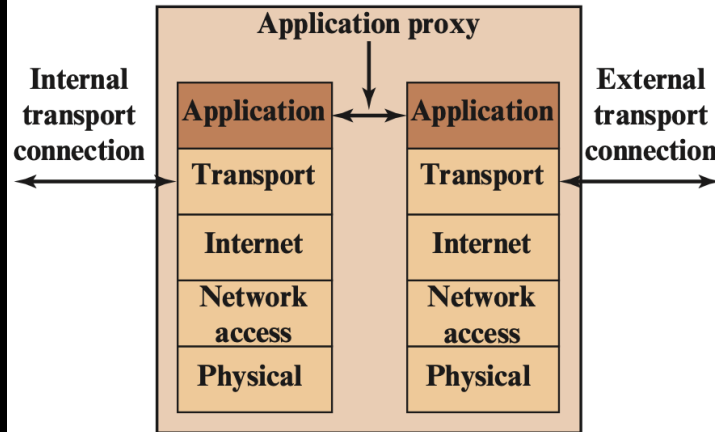 Application proxy
Internal
transport
connection
External
transport
connection
Application
Application
Transport
Transport
Internet
Internet
Network
access
Network
access
Physical
Physical